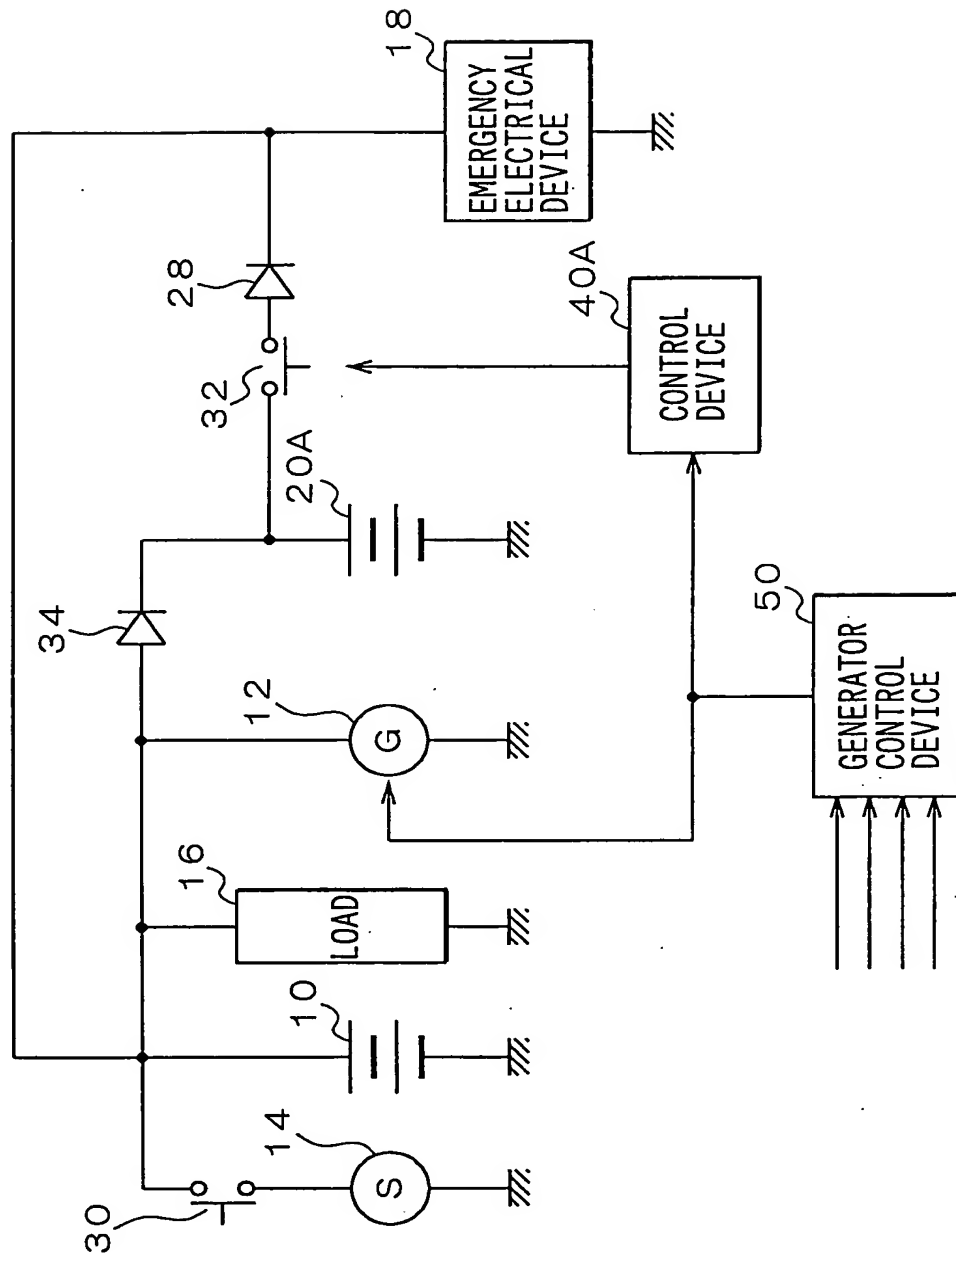 18
EMERGENCY
ELECTRICAL
DEVICE
28
32
40A
CONTROL
DEVICE
20A
34
12
G
50
GENERATOR
CONTROL
DEVICE
16
LOAD
10
14
S
30